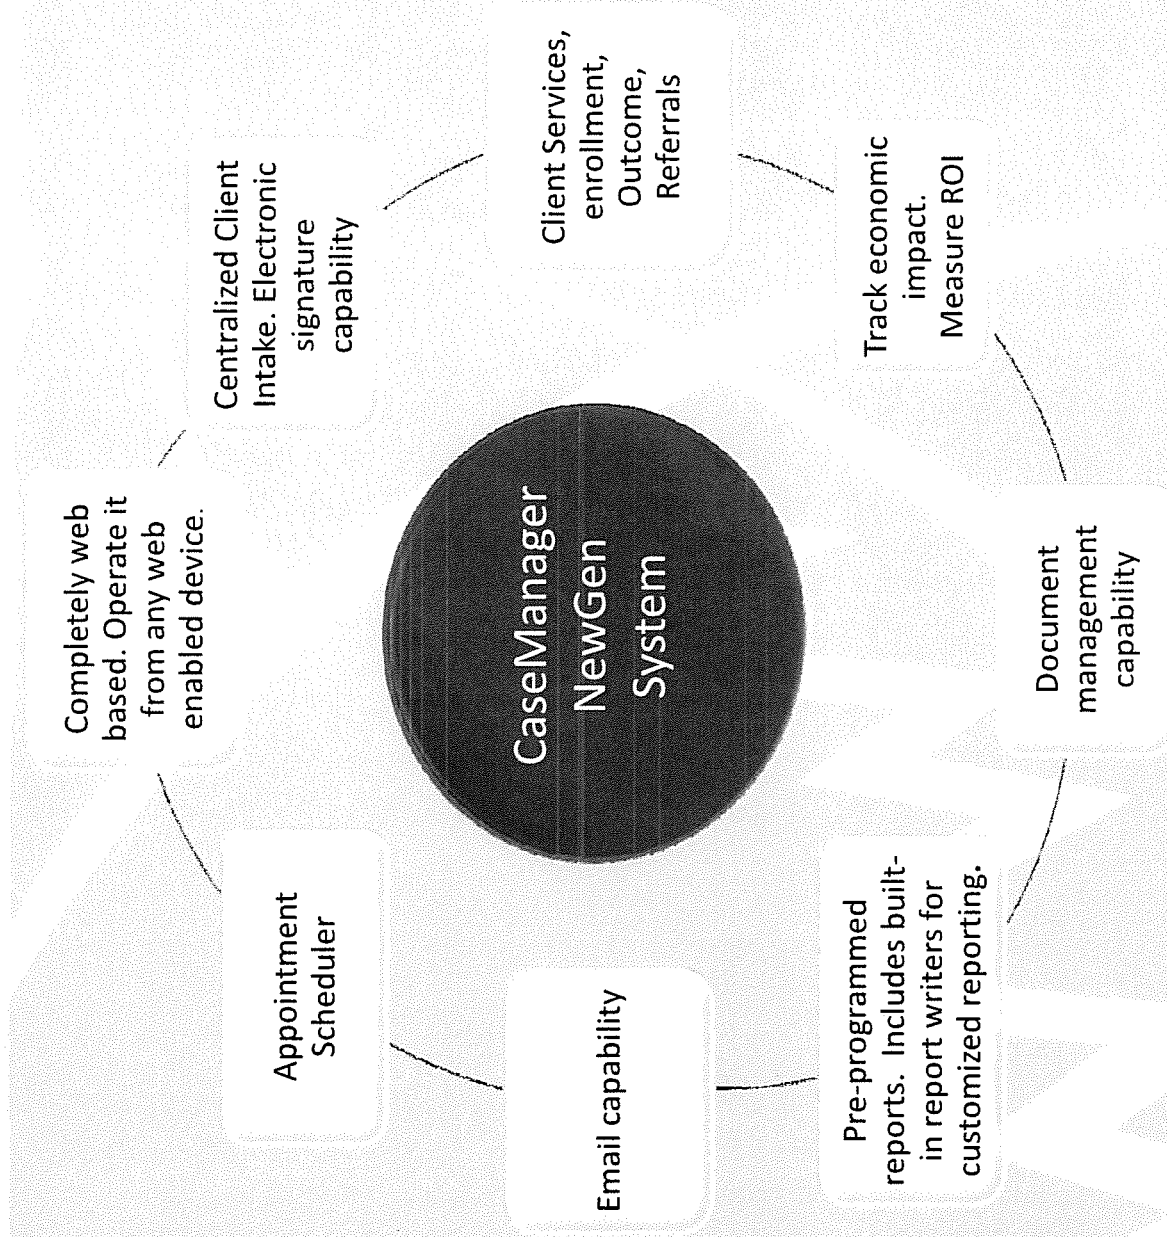 Completely web
based. Operate it
from any web
enabled device.
Centralized Client
Intake. Electronic
signature
capability
Client Services,
enrollment,
Outcome,
Referrals
Track economic
impact.
Measure ROI
Document
management
capability
Pre-programmed
reports.  Includes built-
in report writers for
customized reporting.
Email capability
Appointment
Scheduler
CaseManager
NewGen
System